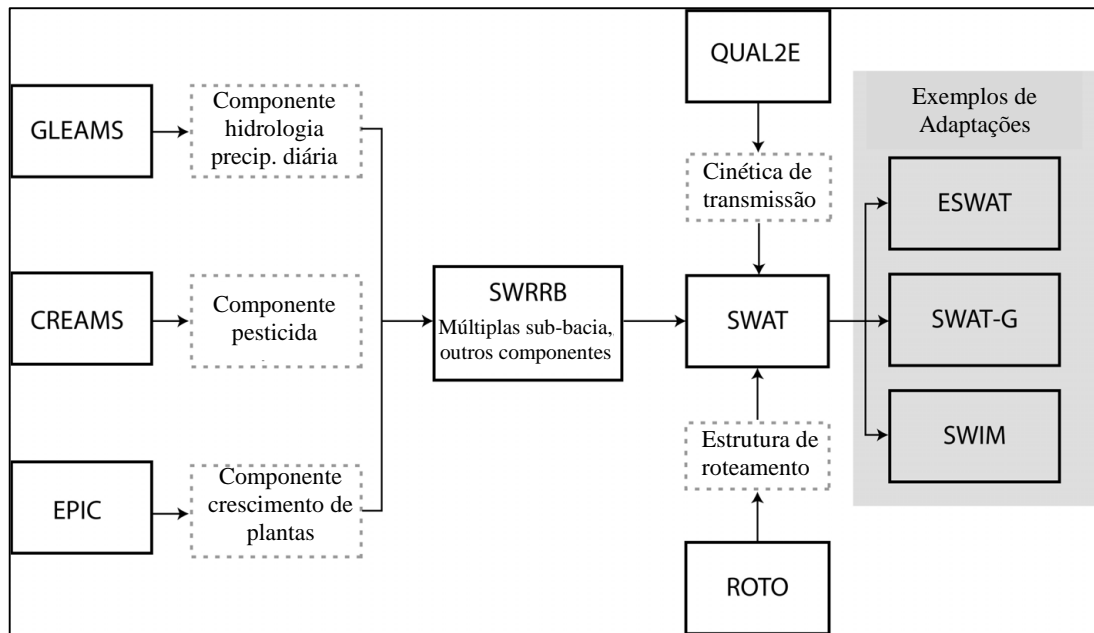 QUAL2E
GLEAMS
Componente
hidrologia
precip. diária
Exemplos de
Adaptações
Cinética de
transmissão
ESWAT
CREAMS
Componente
pesticida
SWRRB
Múltiplas sub-bacia,
outros componentes
SWAT
SWAT-G
Estrutura de
roteamento
SWIM
EPIC
Componente
crescimento de
plantas
ROTO